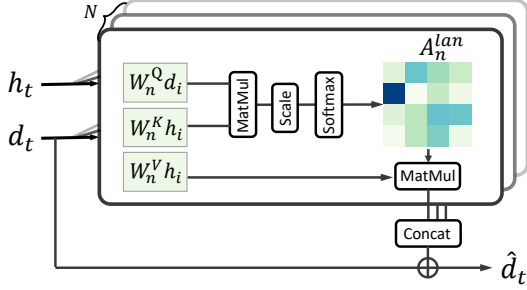 N
h_t
d_t
W_n^Q d_i
W_n^K h_i
W_n^V h_i
MatMul
Scale
Softmax
A_n^{lan}
MatMul
Concat
\hat{d}_t